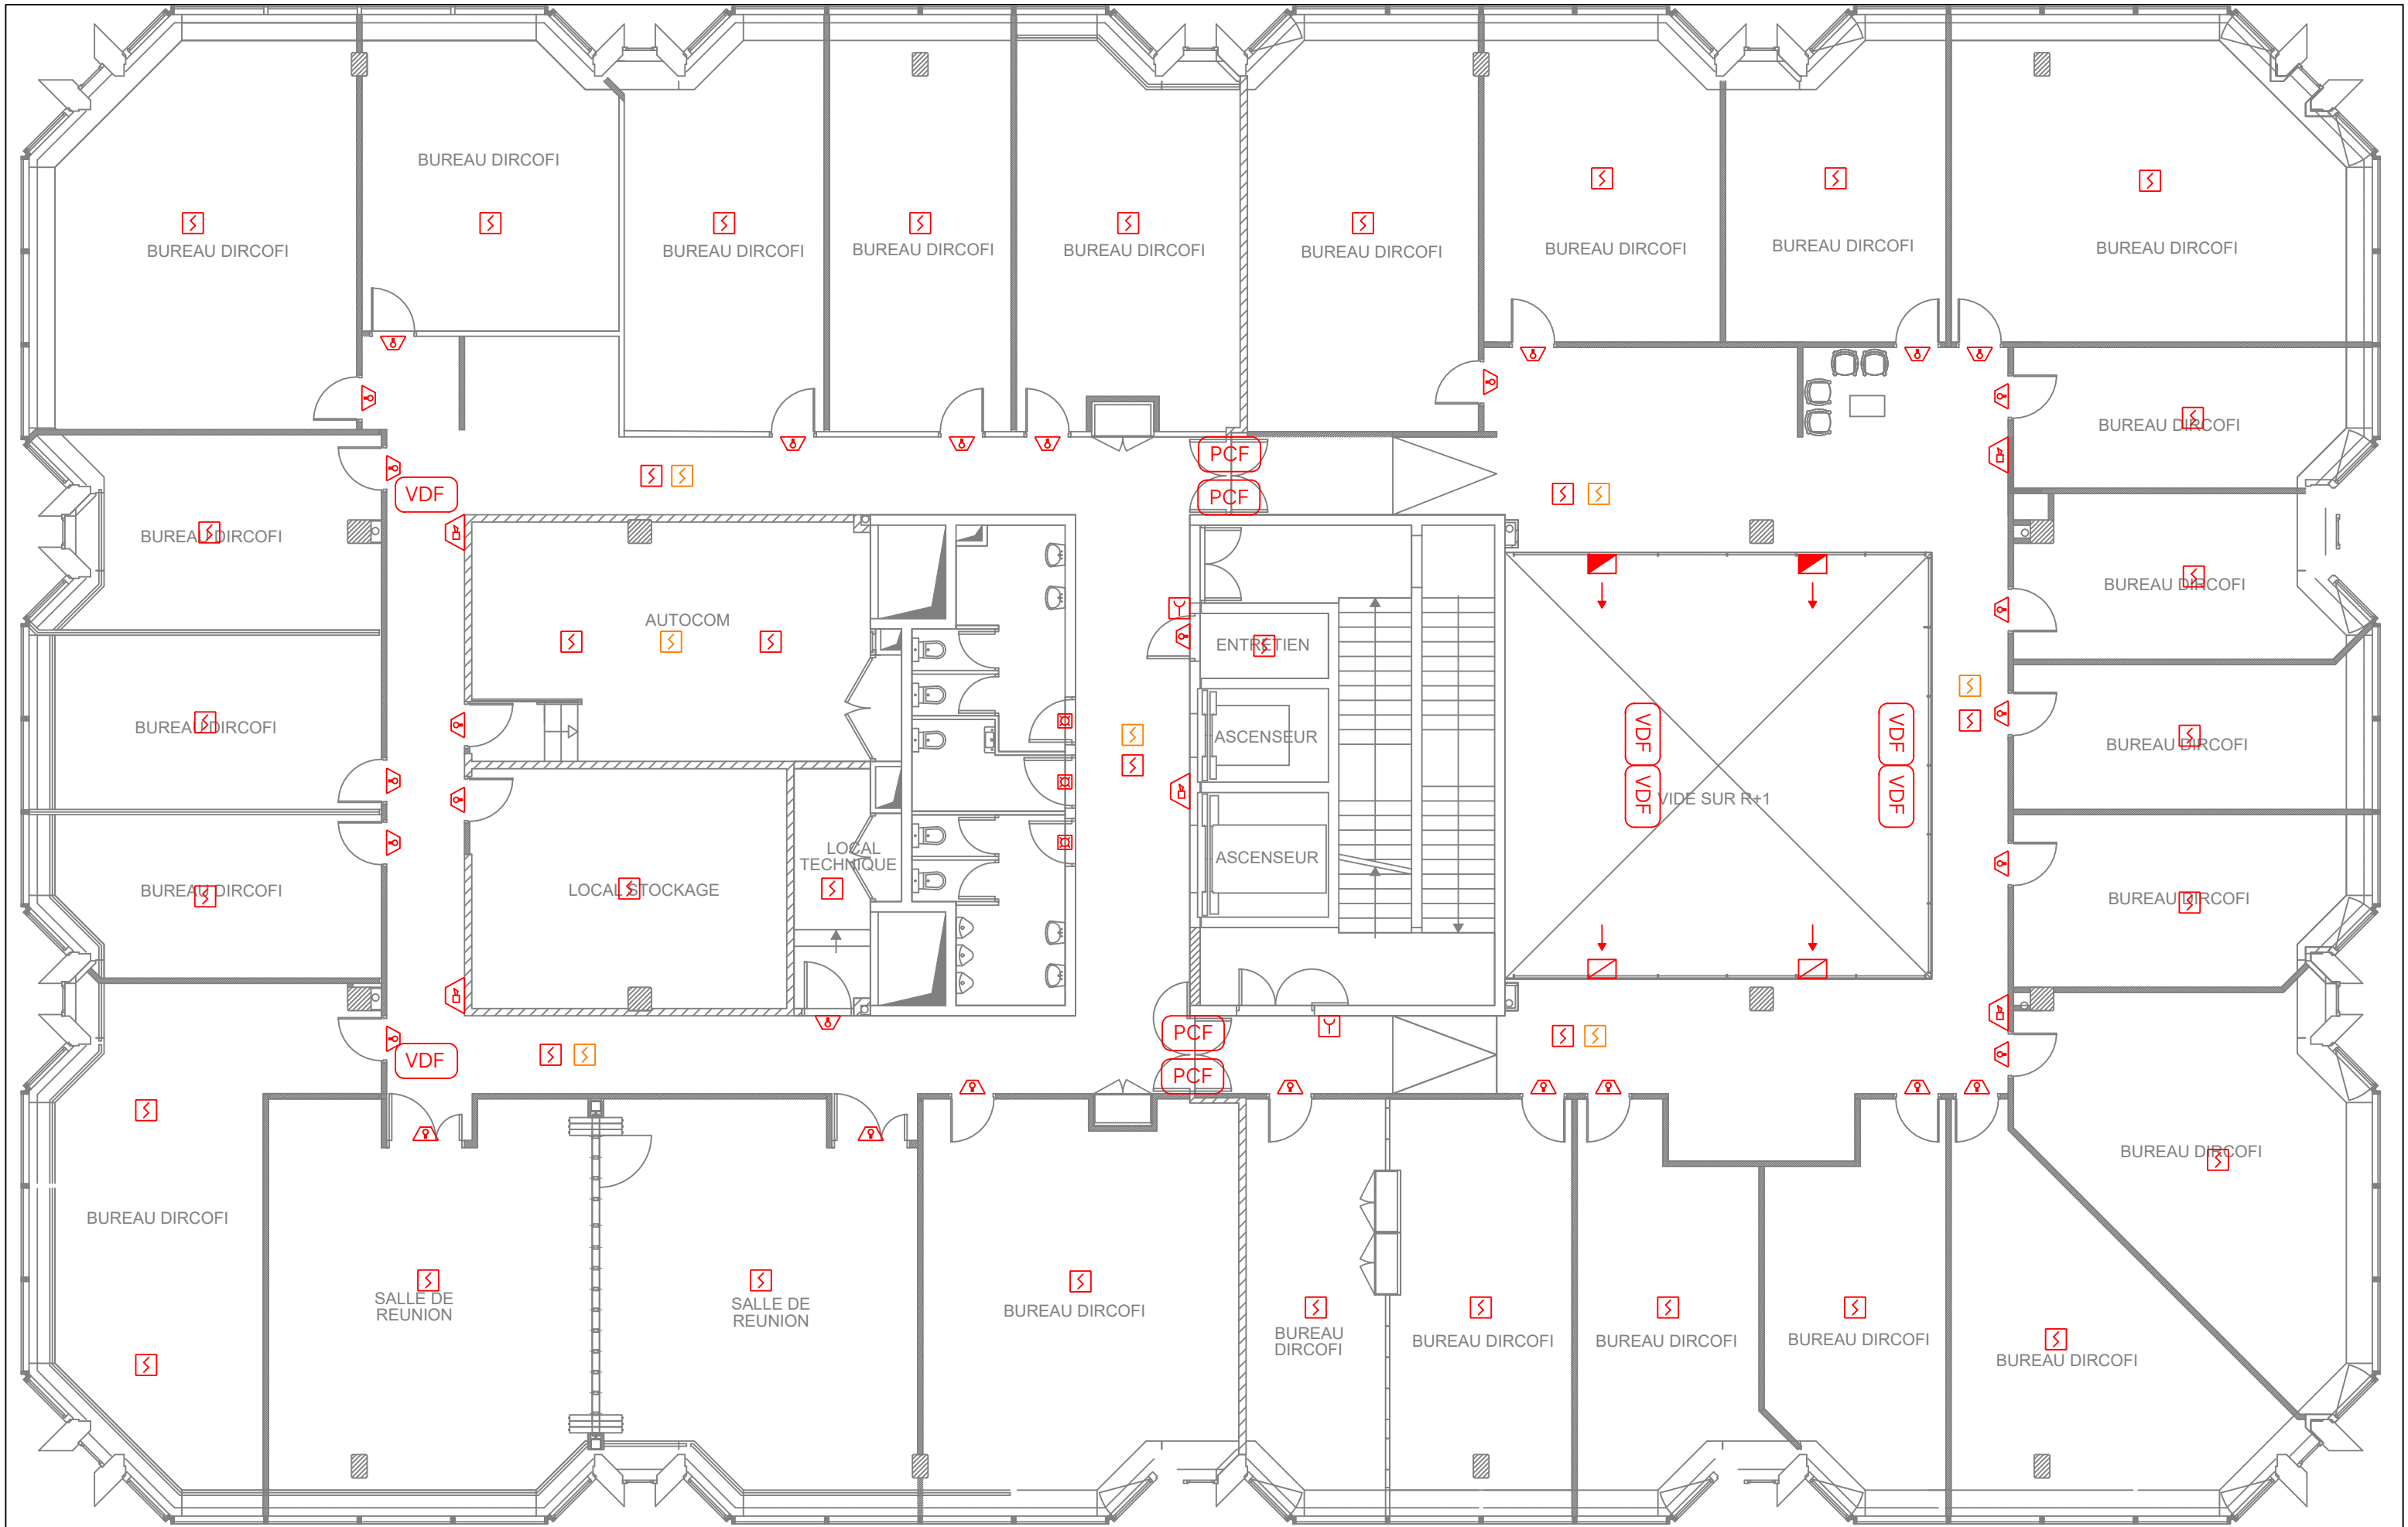 BUREAU DIRCOFI
BUREAU DIRCOFI
BUREAU DIRCOFI
BUREAU DIRCOFI
BUREAU DIRCOFI
BUREAU DIRCOFI
BUREAU DIRCOFI
BUREAU DIRCOFI
BUREAU DIRCOFI
BUREAU DIRCOFI
PCF
VDF
PCF
BUREAU DIRCOFI
BUREAU DIRCOFI
AUTOCOM
ENTRETIEN
BUREAU DIRCOFI
ASCENSEUR
VDF
VDF
BUREAU DIRCOFI
VDF
VDF
VIDE SUR R+1
LOCAL
TECHNIQUE
ASCENSEUR
BUREAU DIRCOFI
LOCAL STOCKAGE
BUREAU DIRCOFI
PCF
VDF
PCF
BUREAU DIRCOFI
BUREAU DIRCOFI
SALLE DE
REUNION
SALLE DE
REUNION
BUREAU DIRCOFI
BUREAU
DIRCOFI
BUREAU DIRCOFI
BUREAU DIRCOFI
BUREAU DIRCOFI
BUREAU DIRCOFI